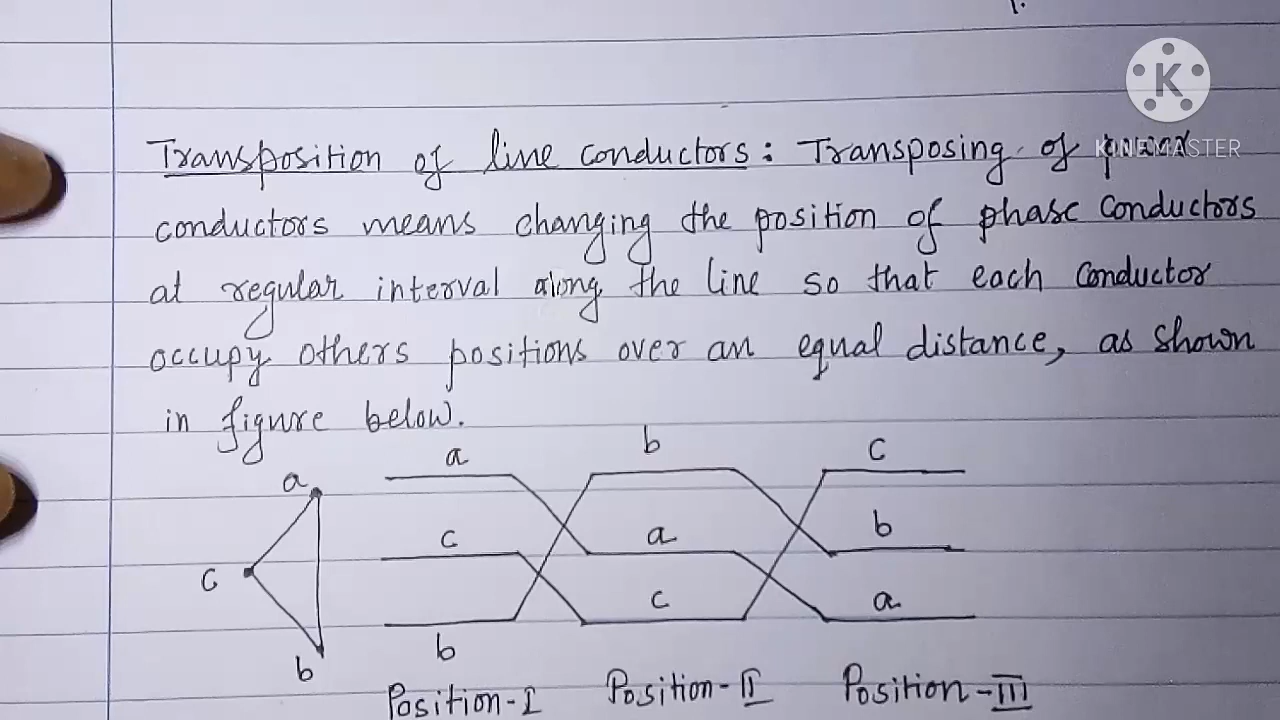 K
KINEMASTER
Transposition of line conductors: Transposing of
conductors means changing the position of phase conductors
at regular interval along the line so that each conductor
occupy others positions over an equal distance, as shown
in figure below.
a b c
a
c a b
c
c a
b
b
Position-I Position-II Position-III